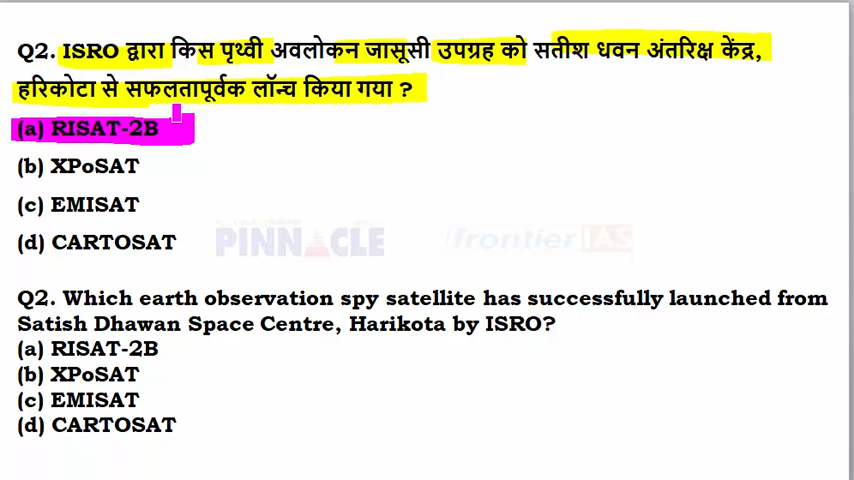 Q2. ISRO द्वारा किस पृथ्वी अवलोकन जासूसी उपग्रह को सतीश धवन अंतरिक्ष केंद्र,
हरिकोटा से सफलतापूर्वक लॉन्च किया गया ?
(a) RISAT-2B
(b) XPoSAT
(c) EMISAT
(d) CARTOSAT
PINNACLE frontier IAS
Q2. Which earth observation spy satellite has successfully launched from
Satish Dhawan Space Centre, Harikota by ISRO?
(a) RISAT-2B
(b) XPoSAT
(c) EMISAT
(d) CARTOSAT